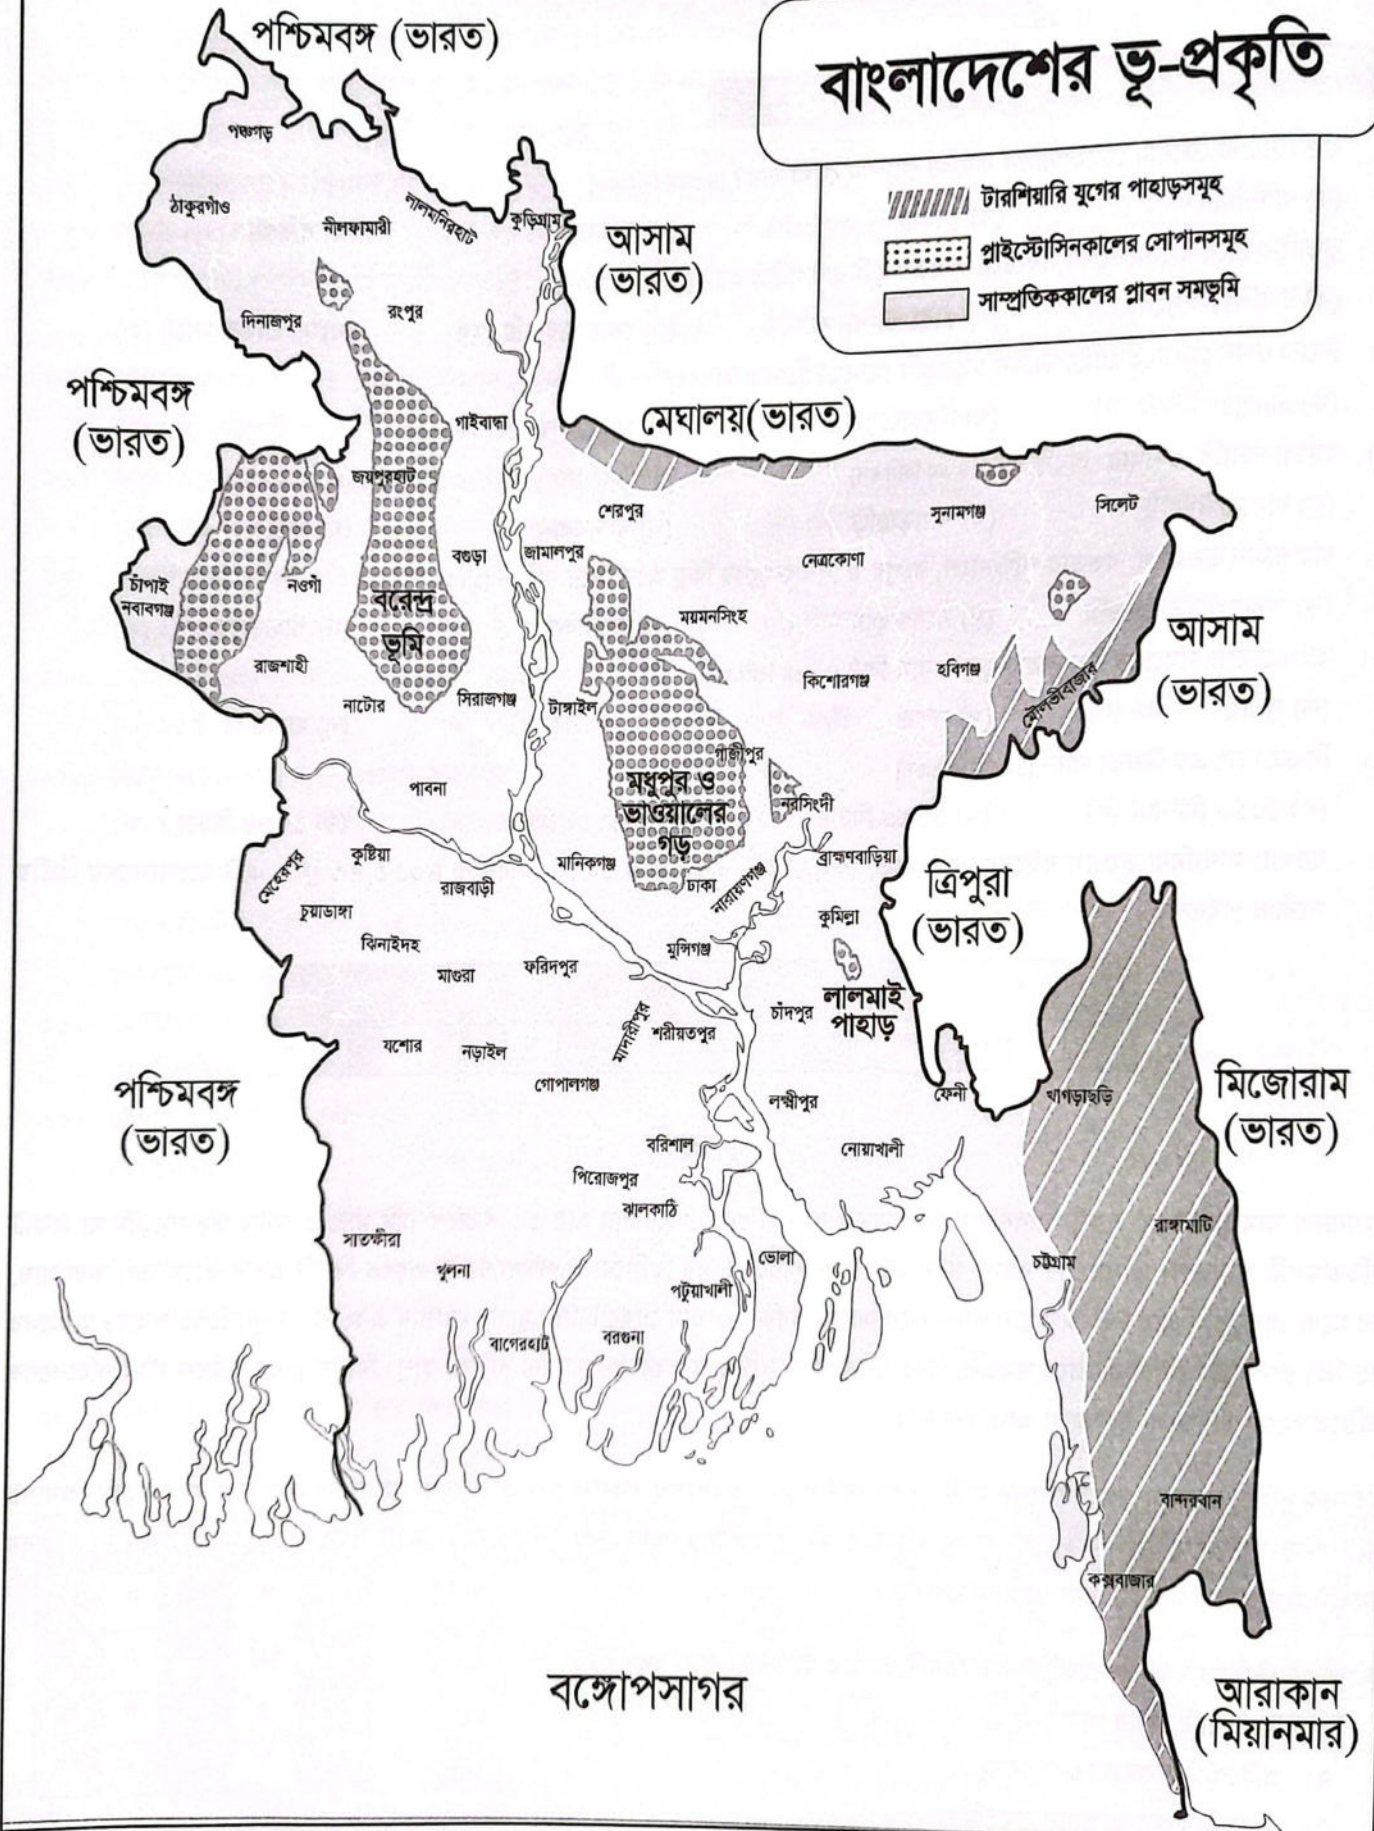 পশ্চিমবঙ্গ (ভারত)
বাংলাদেশের ভূ-প্রকৃতি
টারশিয়ারি যুগের পাহাড়সমূহ
প্লাইস্টোসিনকালের সোপানসমূহ
সাম্প্রতিককালের প্লাবন সমভূমি
পঞ্চগড়
ঠাকুরগাঁও
নীলফামারী
লালমনিরহাট
কুড়িগ্রাম
আসাম
(ভারত)
দিনাজপুর
রংপুর
পশ্চিমবঙ্গ
(ভারত)
গাইবান্ধা
মেঘালয়(ভারত)
জয়পুরহাট
শেরপুর
সুনামগঞ্জ
সিলেট
বগুড়া
জামালপুর
নেত্রকোণা
চাঁপাই
নবাবগঞ্জ
নওগাঁ
বরেন্দ্র
ভূমি
ময়মনসিংহ
আসাম
(ভারত)
রাজশাহী
কিশোরগঞ্জ
হবিগঞ্জ
মৌলভীবাজার
নাটোর
সিরাজগঞ্জ
টাঙ্গাইল
গাজীপুর
মধুপুর ও
ভাওয়ালের
গড়
নরসিংদী
পাবনা
মেহেরপুর
কুষ্টিয়া
মানিকগঞ্জ
ব্রাহ্মণবাড়িয়া
রাজবাড়ী
ঢাকা
নারায়ণগঞ্জ
ত্রিপুরা
(ভারত)
চুয়াডাঙ্গা
কুমিল্লা
ঝিনাইদহ
মাগুরা
ফরিদপুর
মুন্সিগঞ্জ
লালমাই
পাহাড়
চাঁদপুর
মাদারীপুর
শরীয়তপুর
যশোর
নড়াইল
গোপালগঞ্জ
পশ্চিমবঙ্গ
(ভারত)
লক্ষ্মীপুর
ফেনী
খাগড়াছড়ি
মিজোরাম
(ভারত)
বরিশাল
নোয়াখালী
পিরোজপুর
ঝালকাঠি
রাঙ্গামাটি
সাতক্ষীরা
খুলনা
ভোলা
চট্টগ্রাম
পটুয়াখালী
বাগেরহাট
বরগুনা
বান্দরবান
কক্সবাজার
বঙ্গোপসাগর
আরাকান
(মিয়ানমার)